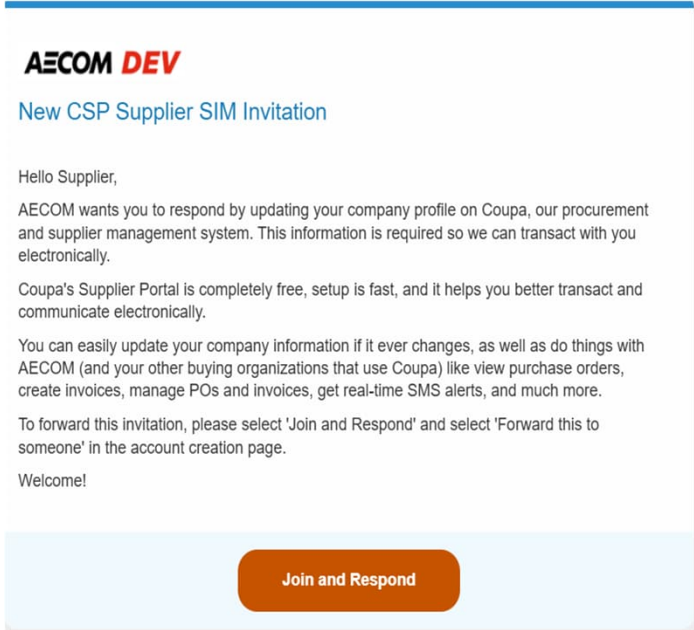 AECOM DEV
New CSP Supplier SIM Invitation
Hello Supplier,
AECOM wants you to respond by updating your company profile on Coupa, our procurement
and supplier management system. This information is required so we can transact with you
electronically.
Coupa's Supplier Portal is completely free, setup is fast, and it helps you better transact and
communicate electronically.
You can easily update your company information if it ever changes, as well as do things with
AECOM (and your other buying organizations that use Coupa) like view purchase orders,
create invoices, manage POs and invoices, get real-time SMS alerts, and much more.
To forward this invitation, please select 'Join and Respond' and select 'Forward this to
someone' in the account creation page.
Welcome!
Join and Respond